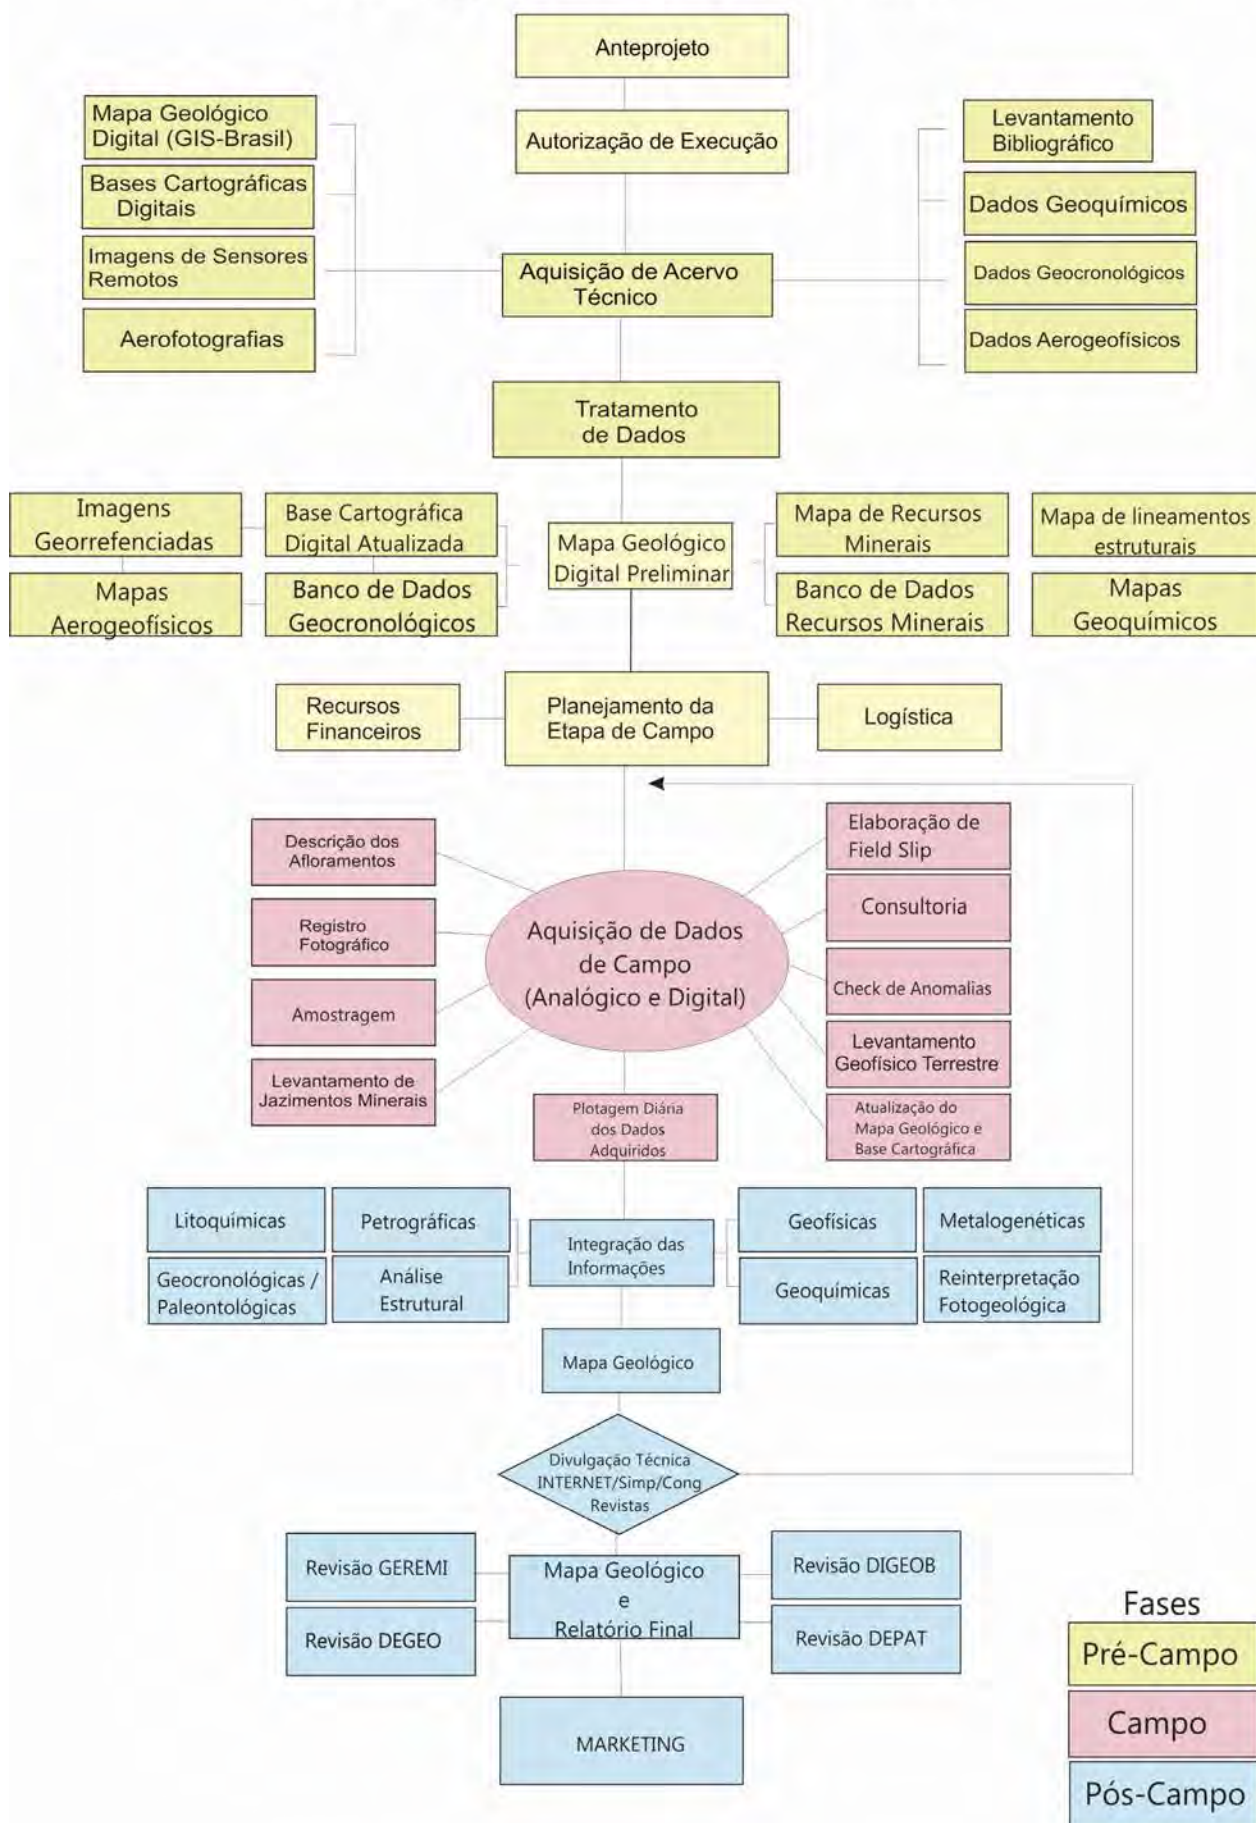 Anteprojeto
Autorização de Execução
Mapa Geológico
Digital (GIS-Brasil)
Bases Cartográficas
Digitais
Imagens de Sensores
Remotos
Aerofotografias
Aquisição de Acervo
Técnico
Levantamento
Bibliográfico
Dados Geoquímicos
Dados Geocronológicos
Dados Aerogeofísicos
Tratamento
de Dados
Imagens
Georrefenciadas
Base Cartográfica
Digital Atualizada
Mapas
Aerogeofísicos
Banco de Dados
Geocronológicos
Mapa Geológico
Digital Preliminar
Mapa de Recursos
Minerais
Mapa de lineamentos
estruturais
Banco de Dados
Recursos Minerais
Mapas
Geoquímicos
Recursos
Financeiros
Planejamento da
Etapa de Campo
Logística
Descrição dos
Afloramentos
Registro
Fotográfico
Amostragem
Levantamento de
Jazimentos Minerais
Aquisição de Dados
de Campo
(Analógico e Digital)
Elaboração de
Field Slip
Consultoria
Check de Anomalias
Levantamento
Geofísico Terrestre
Atualização do
Mapa Geológico e
Base Cartográfica
Plotagem Diária
dos Dados
Adquiridos
Litoquímicas
Petrográficas
Geocronológicas /
Paleontológicas
Análise
Estrutural
Integração das
Informações
Geofísicas
Metalogenéticas
Geoquímicas
Reinterpretação
Fotogeológica
Mapa Geológico
Divulgação Técnica
INTERNET/Simp/Cong
Revistas
Revisão GEREMI
Revisão DEGEO
Mapa Geológico
e
Relatório Final
Revisão DIGEOB
Revisão DEPAT
MARKETING
Fases
Pré-Campo
Campo
Pós-Campo